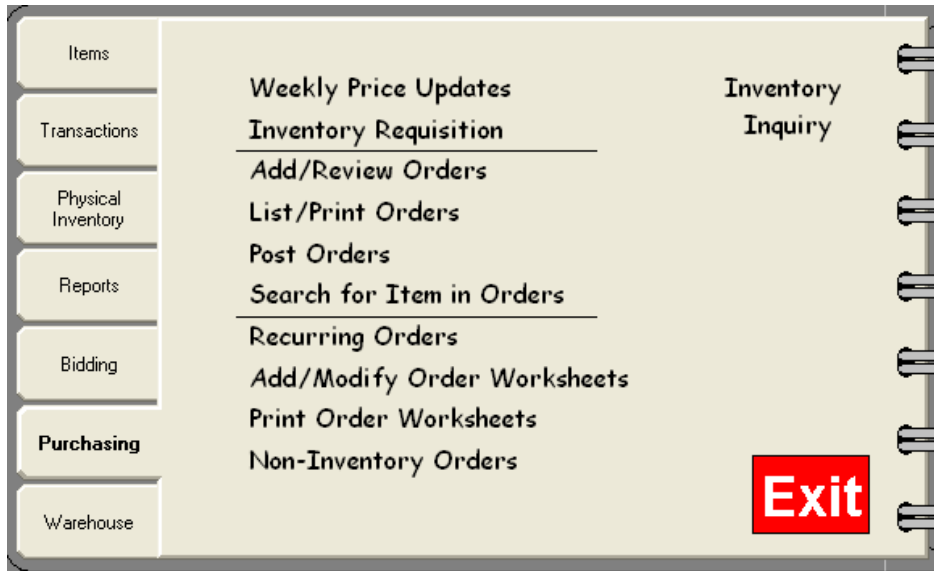 Items
Transactions
Physical
Inventory
Reports
Bidding
Purchasing
Warehouse
Weekly Price Updates
Inventory Requisition
Add/Review Orders
List/Print Orders
Post Orders
Search for Item in Orders
Recurring Orders
Add/Modify Order Worksheets
Print Order Worksheets
Non-Inventory Orders
Inventory
Inquiry
Exit